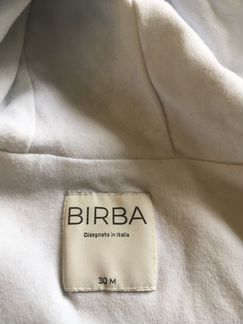 BIRBA
Disegnato in Italia
30 M